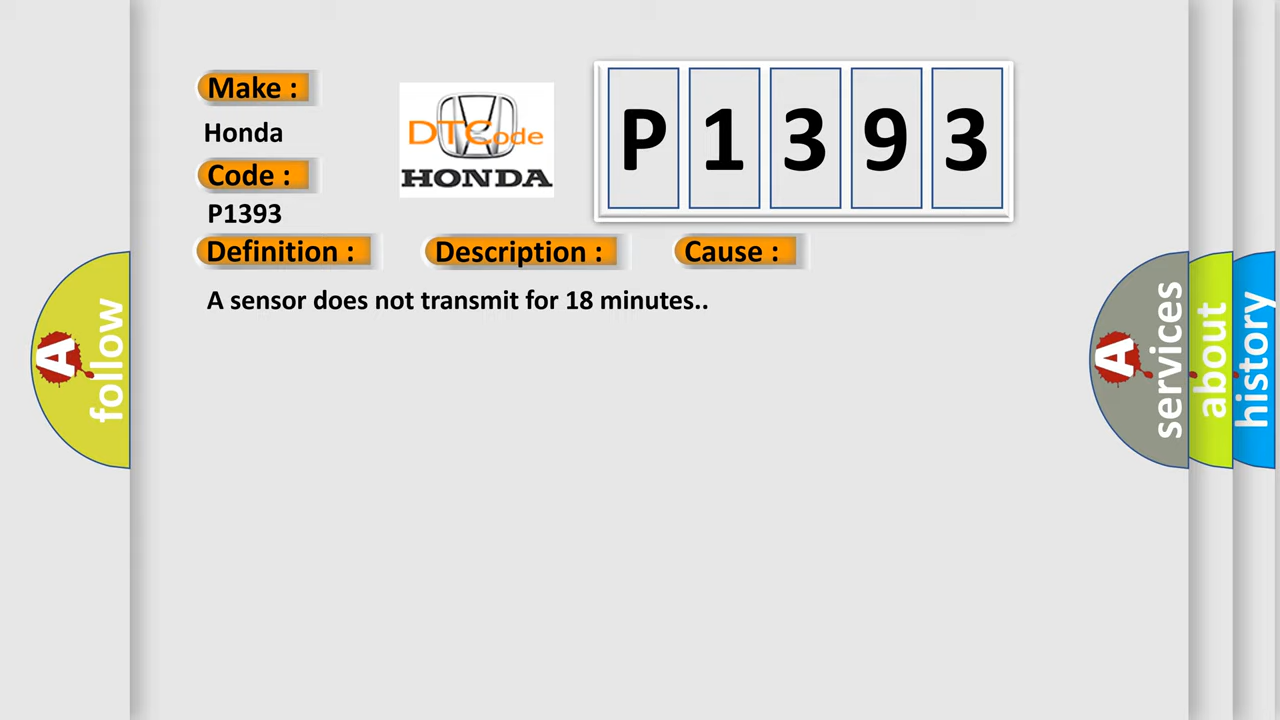 Make :
Honda
Code :
P1393
DTCode
HONDA
P 1 3 9 3
Definition :
Description :
Cause :
A sensor does not transmit for 18 minutes..
A follow
A services
about
history